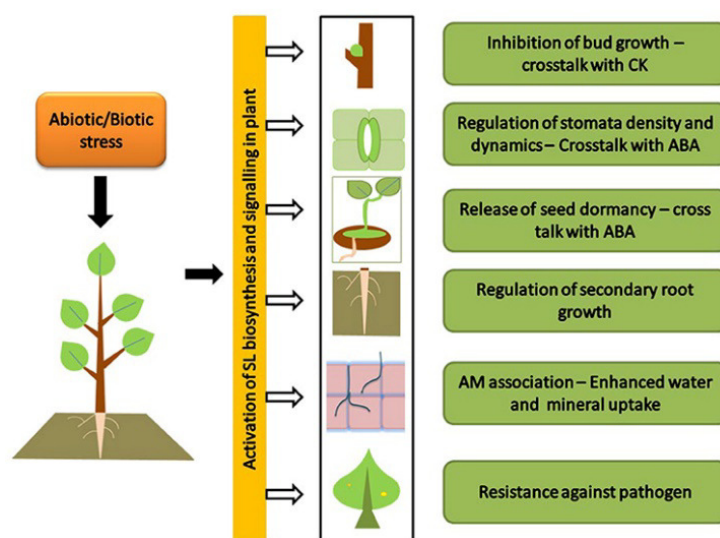 Abiotic/Biotic
stress
Activation of SL biosynthesis and signalling in plant
Inhibition of bud growth –
crosstalk with CK
Regulation of stomata density and
dynamics – Crosstalk with ABA
Release of seed dormancy – cross
talk with ABA
Regulation of secondary root
growth
AM association – Enhanced water
and mineral uptake
Resistance against pathogen